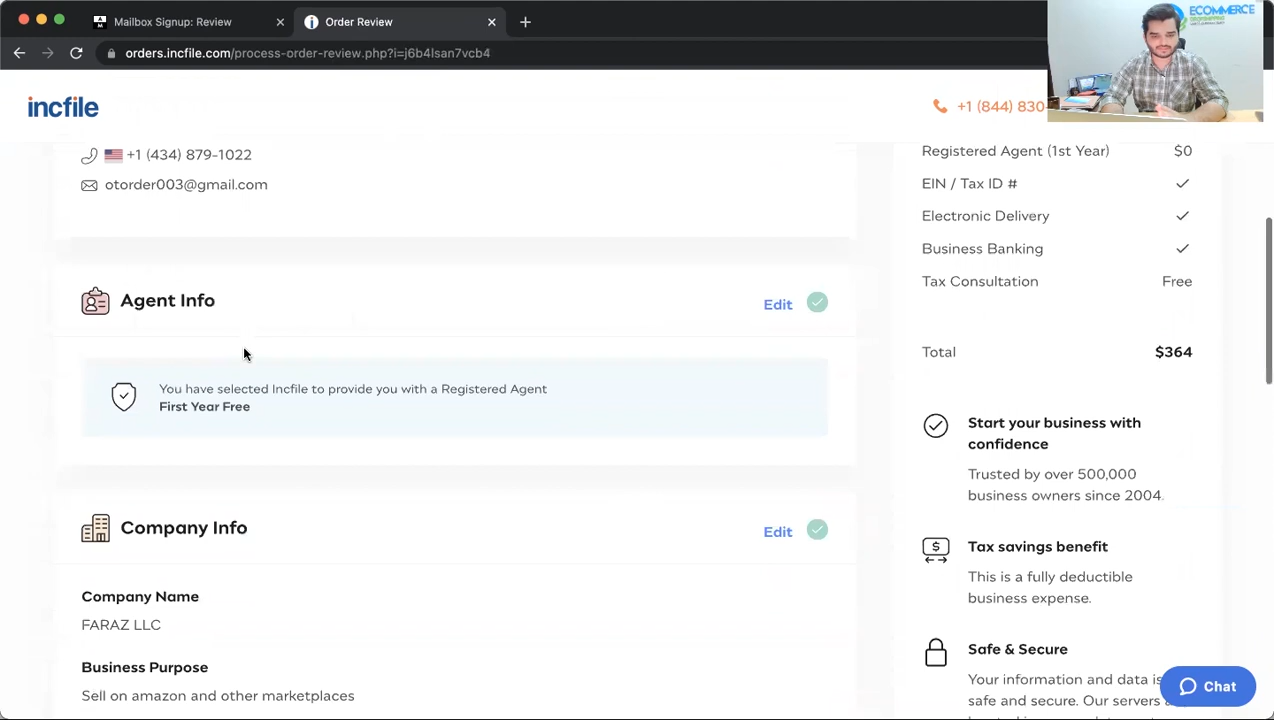 Mailbox Signup: Review
Order Review
ECOMMERCE
orders.incfile.com/process-order-review.php?i=j6b4lsan7vcb4
incfile
+1 (844) 830-
+1 (434) 879-1022
otorder003@gmail.com
Registered Agent (1st Year) $0
EIN / Tax ID #
Electronic Delivery
Business Banking
Tax Consultation Free
Total $364
Agent Info
Edit
You have selected Incfile to provide you with a Registered Agent
First Year Free
Start your business with
confidence
Trusted by over 500,000
business owners since 2004.
Company Info
Edit
Tax savings benefit
This is a fully deductible
business expense.
Company Name
FARAZ LLC
Business Purpose
Sell on amazon and other marketplaces
Safe & Secure
Your information and data is
safe and secure. Our servers
Chat